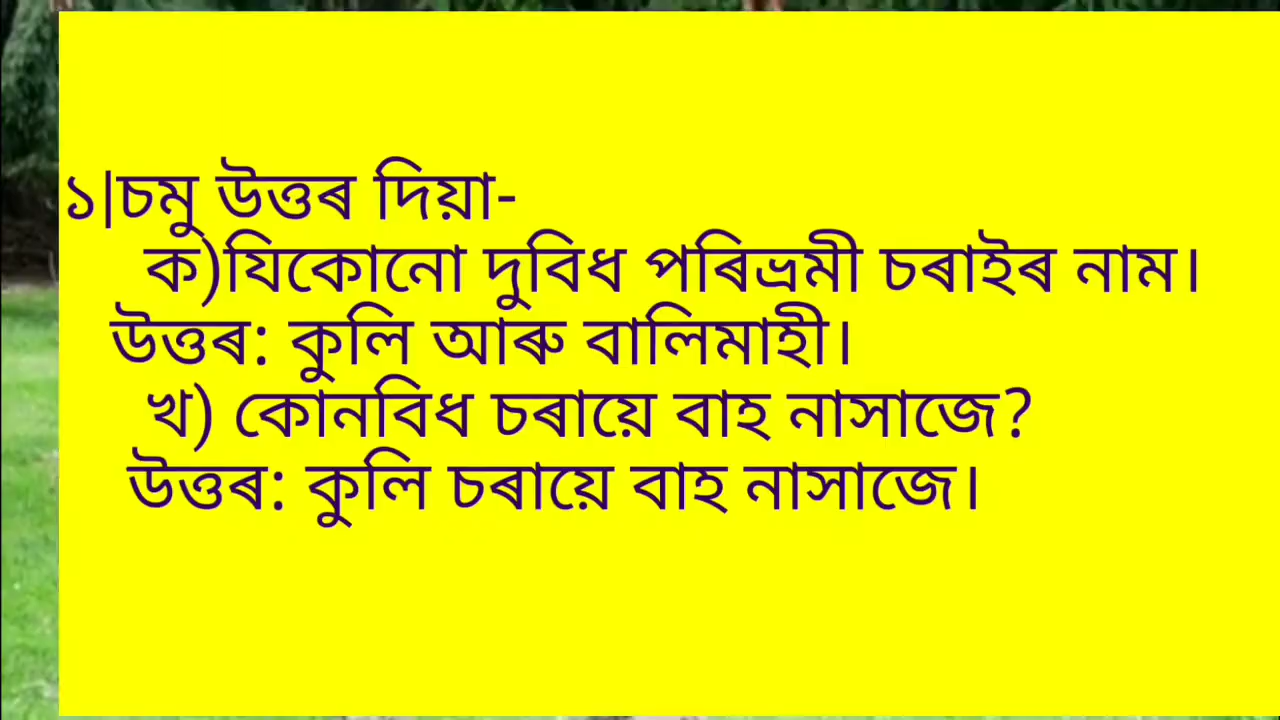 ১|চমু উত্তৰ দিয়া-
ক)যিকোনো দুবিধ পৰিভ্ৰমী চৰাইৰ নাম।
উত্তৰ: কুলি আৰু বালিমাহী।
খ) কোনবিধ চৰায়ে বাহ নাসাজে?
উত্তৰ: কুলি চৰায়ে বাহ নাসাজে।